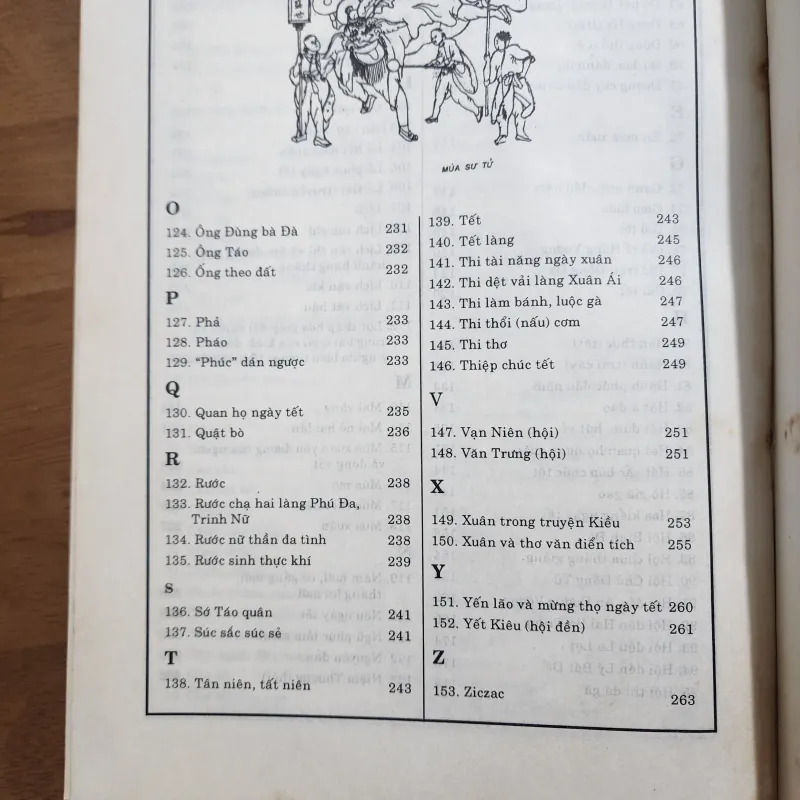 MÚA SƯ TỬ
O
124. Ông Đùng bà Đà 231
125. Ông Táo 232
126. Ống theo đất 232
P
127. Phả 233
128. Pháo 233
129. "Phúc" dán ngược 233
Q
130. Quan họ ngày tết 235
131. Quật bò 236
R
132. Rước 238
133. Rước chạ hai làng Phú Đa,
Trinh Nữ 238
134. Rước nữ thần đa tình 238
135. Rước sinh thực khí 239
S
136. Sớ Táo quân 241
137. Súc sắc súc sẻ 241
T
138. Tân niên, tất niên 243
139. Tết 243
140. Tết làng 245
141. Thi tài năng ngày xuân 246
142. Thi dệt vải làng Xuân Ái 246
143. Thi làm bánh, luộc gà 247
144. Thi thổi (nấu) cơm 247
145. Thi thơ 249
146. Thiệp chúc tết 249
V
147. Vạn Niên (hội) 251
148. Văn Trưng (hội) 251
X
149. Xuân trong truyện Kiều 253
150. Xuân và thơ văn điển tích 255
Y
151. Yến lão và mừng thọ ngày tết 260
152. Yết Kiêu (hội đền) 261
Z
153. Ziczac 263